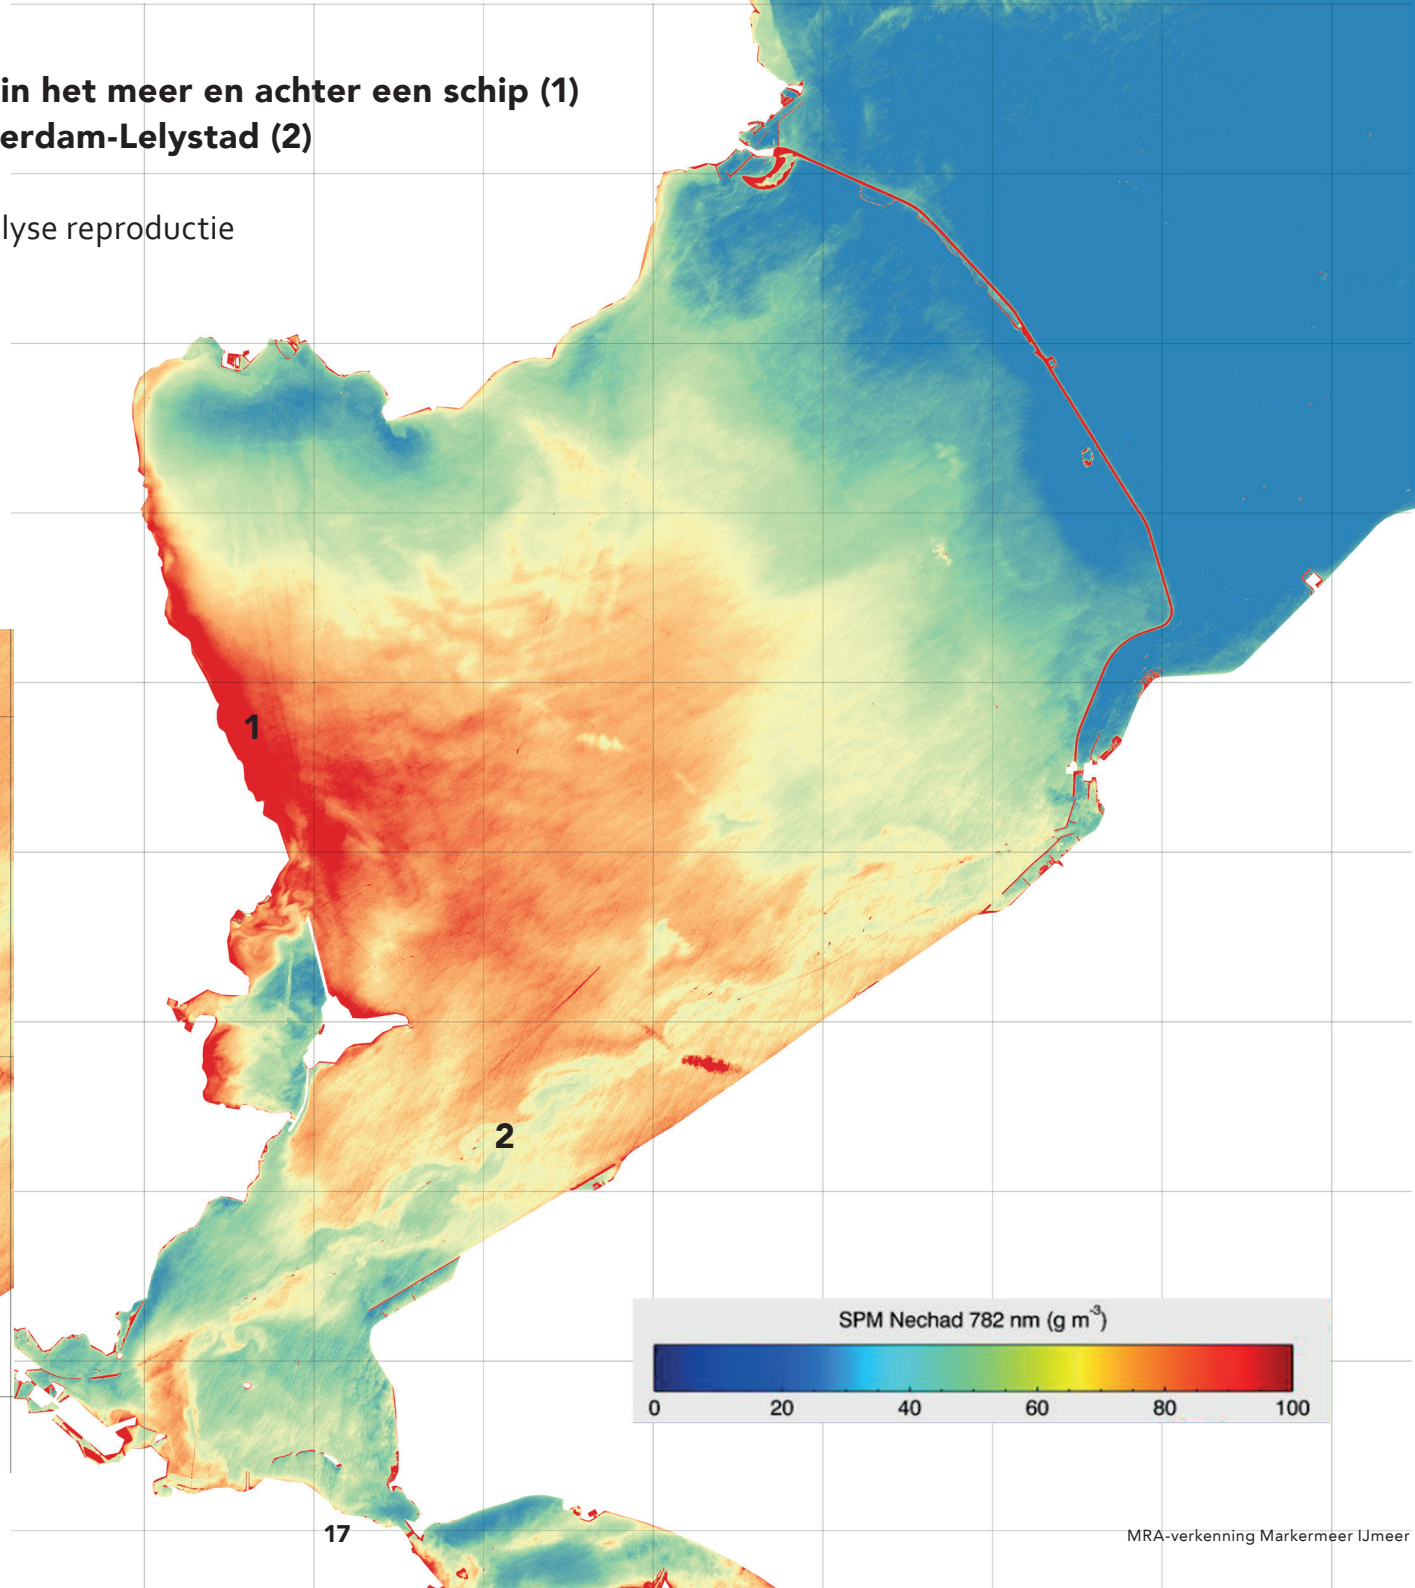 in het meer en achter een schip (1)
erdam-Lelystad (2)
lyse reproductie
1
2
SPM Nechad 782 nm (g m-3)
0 20 40 60 80 100
17
MRA-verkenning Markermeer IJmeer